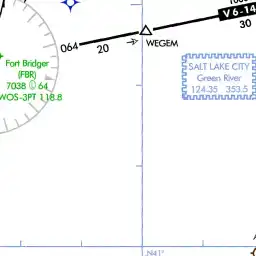 V 6-14
30
064
20
WEGEM
Fort Bridger
(FBR)
7038 64
WOS-3PT 118.8
SALT LAKE CITY
Green River
124.35 353.5
N41°